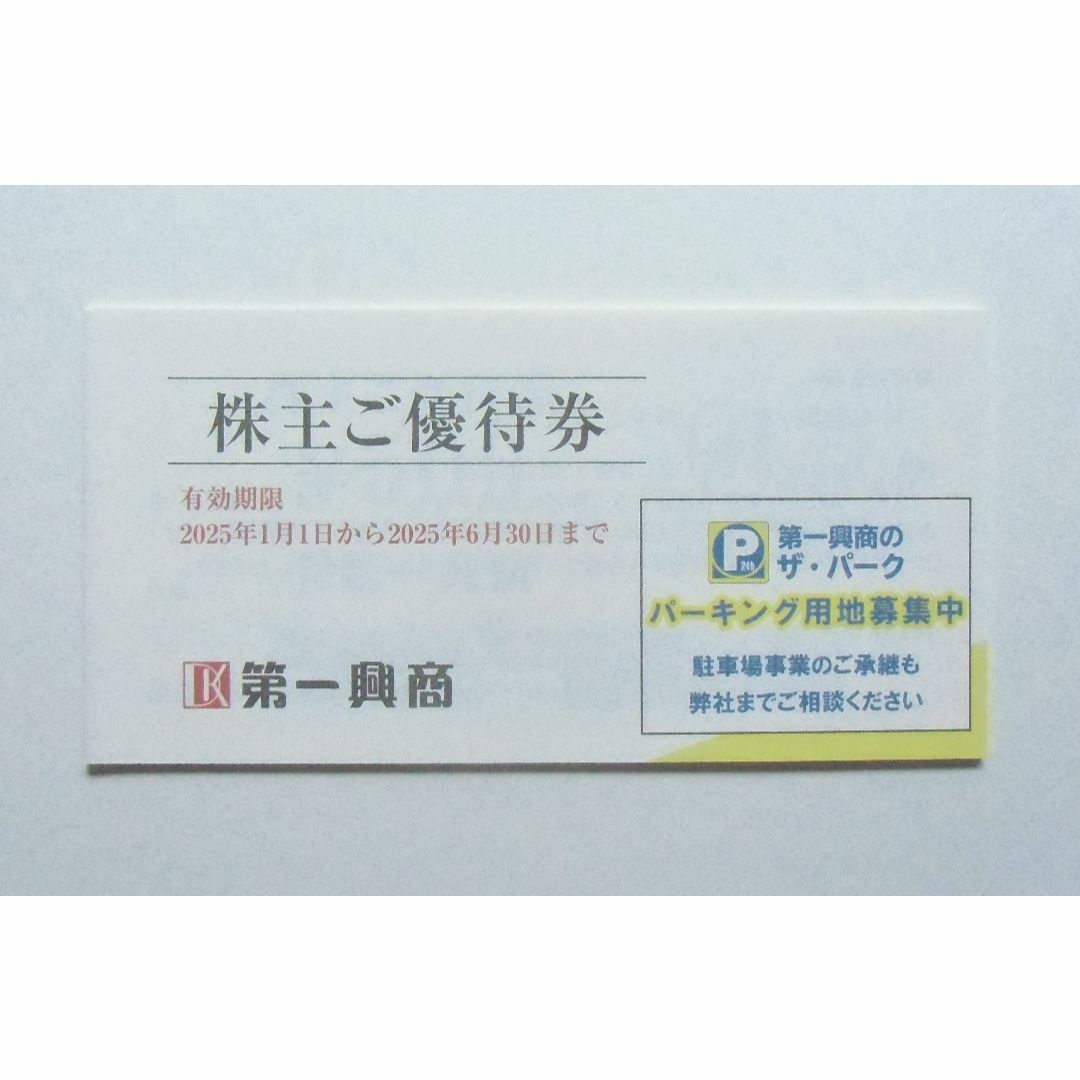 株主ご優待券
有効期限
2025年1月1日から2025年6月30日まで
DK 第一興商
P 24h
第一興商の
ザ・パーク
パーキング用地募集中
駐車場事業のご承継も
弊社までご相談ください